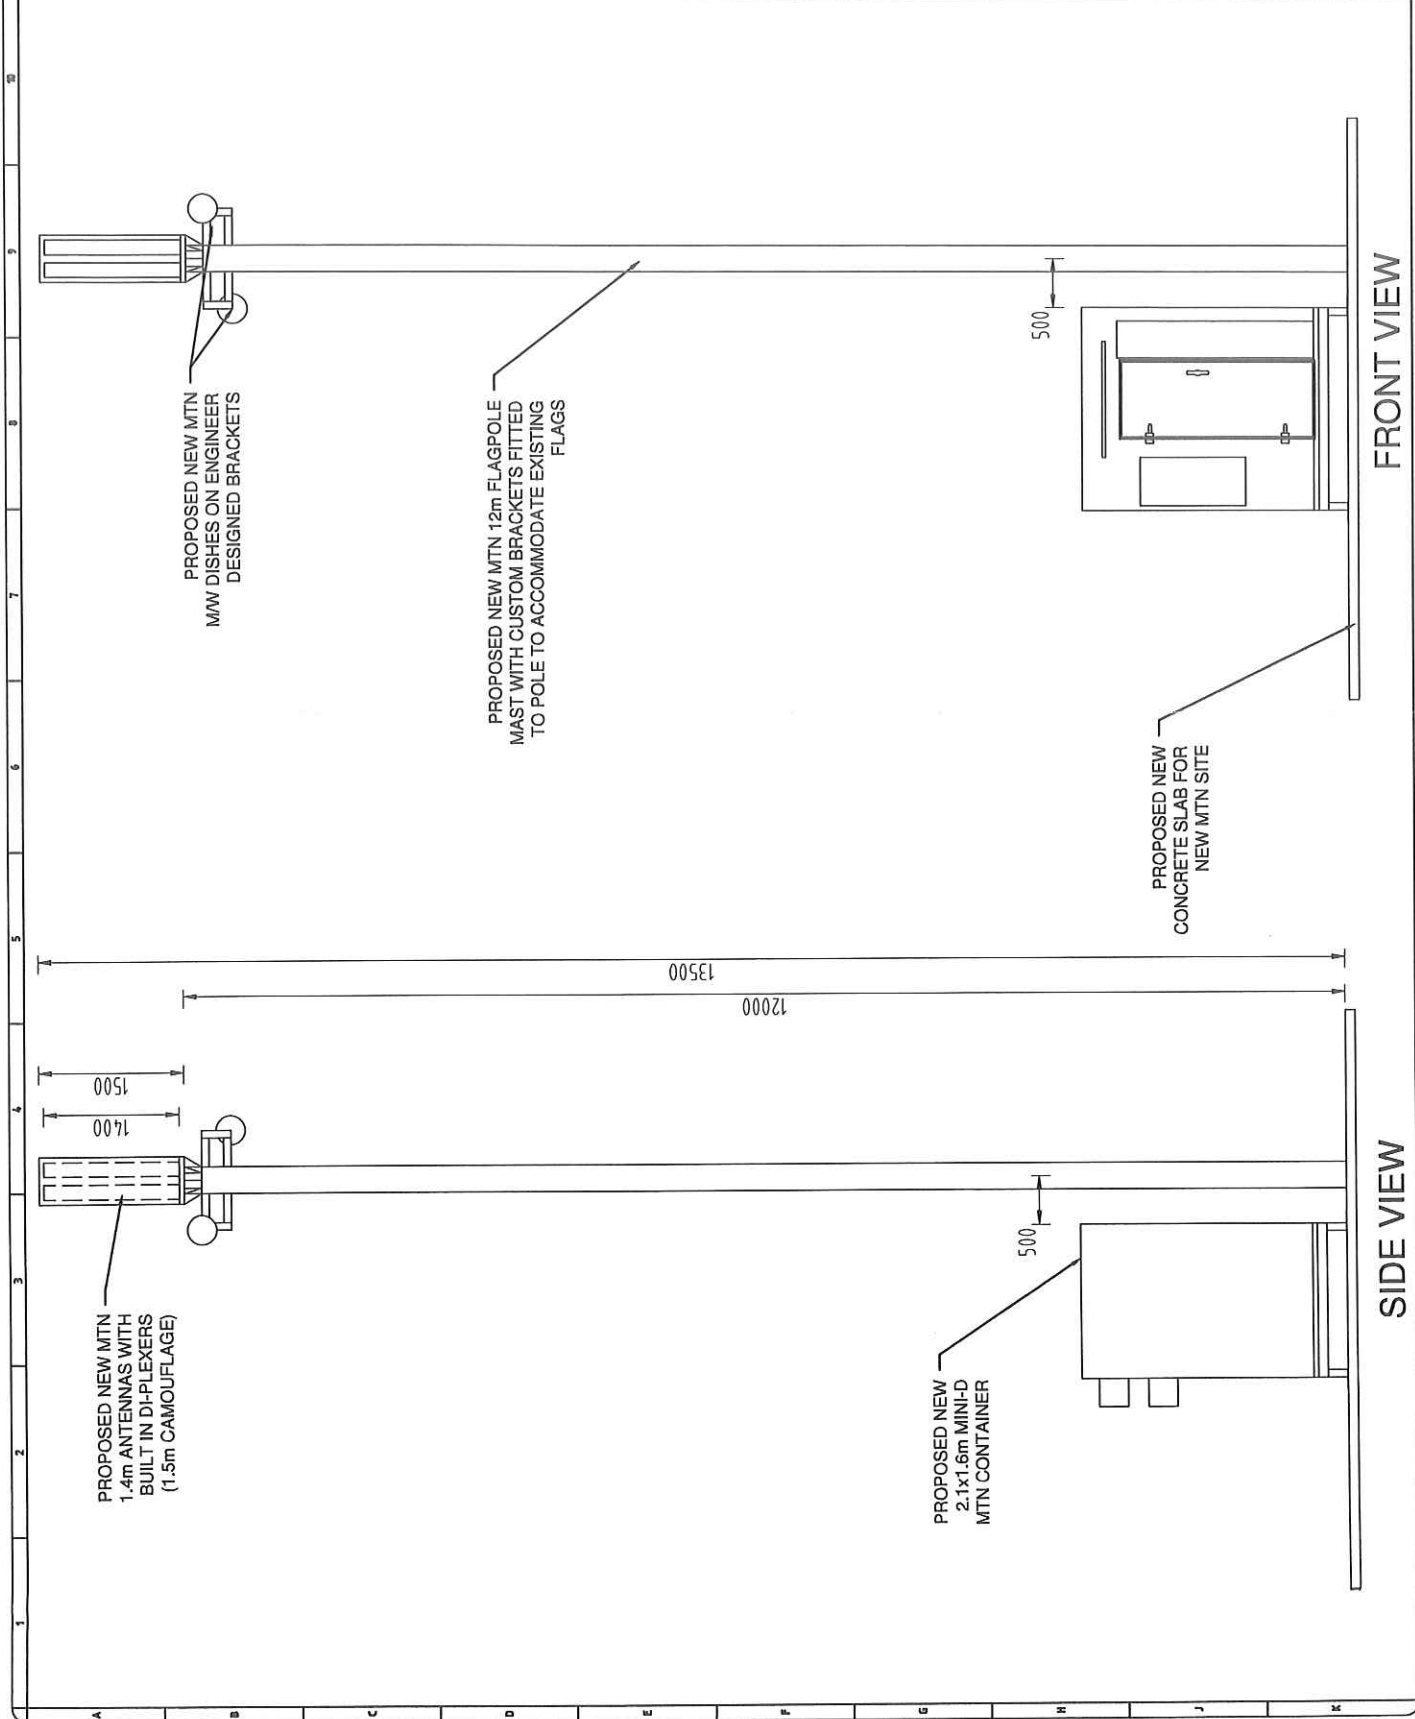 1
2
3
4
5
6
7
8
9
10
A
B
C
D
E
F
G
H
J
K
PROPOSED NEW MTN
1.4m ANTENNAS WITH
BUILT IN DI-PLEXERS
(1.5m CAMOUFLAGE)
1400
1500
12000
13500
PROPOSED NEW
2.1x1.6m MINI-D
MTN CONTAINER
500
SIDE VIEW
PROPOSED NEW MTN
M/W DISHES ON ENGINEER
DESIGNED BRACKETS
PROPOSED NEW MTN 12m FLAGPOLE
MAST WITH CUSTOM BRACKETS FITTED
TO POLE TO ACCOMMODATE EXISTING
FLAGS
500
PROPOSED NEW
CONCRETE SLAB FOR
NEW MTN SITE
FRONT VIEW